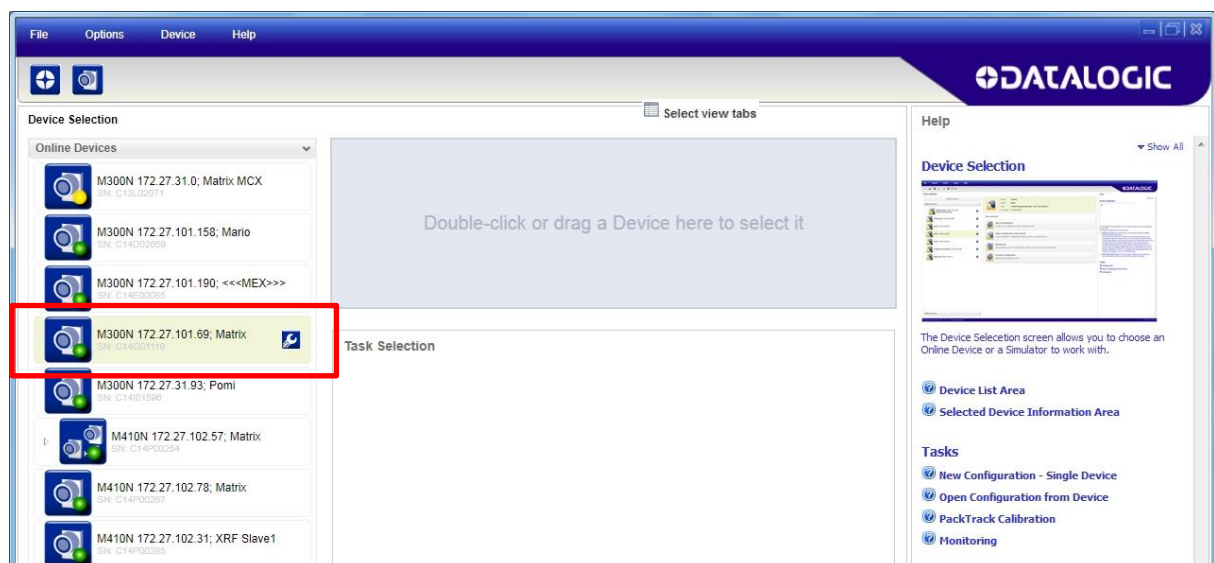 File Options Device Help
DATALOGIC
Select view tabs
Device Selection
Online Devices
M300N 172.27.31.0; Matrix MCX
SN: C13L02071
M300N 172.27.101.158; Mario
SN: C14D02659
M300N 172.27.101.190; <<<MEX>>>
SN: C14E00085
M300N 172.27.101.69; Matrix
SN: C14G01119
M300N 172.27.31.93; Pomi
SN: C14I01596
M410N 172.27.102.57; Matrix
SN: C14P00254
M410N 172.27.102.78; Matrix
SN: C14P00267
M410N 172.27.102.31; XRF Slave1
SN: C14P00285
Double-click or drag a Device here to select it
Task Selection
Help
Show All
Device Selection
The Device Selecetion screen allows you to choose an
Online Device or a Simulator to work with.
Device List Area
Selected Device Information Area
Tasks
New Configuration - Single Device
Open Configuration from Device
PackTrack Calibration
Monitoring